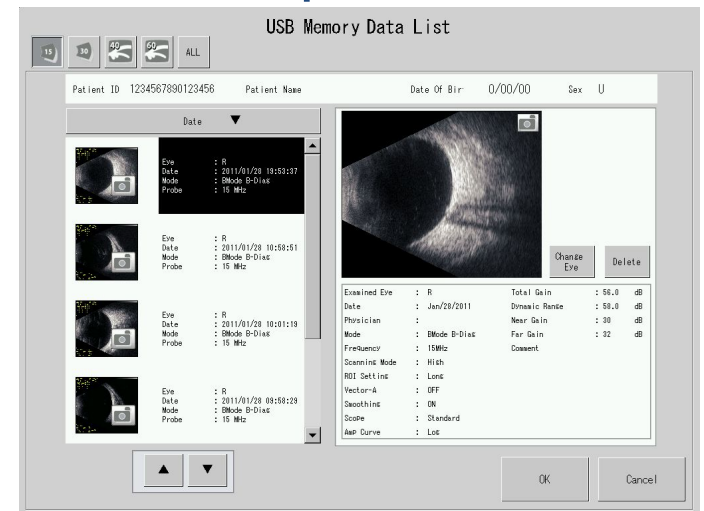 USB Memory Data List
15 30 40 60 ALL
Patient ID 1234567890123456 Patient Name Date Of Bir 0/00/00 Sex U
Date ▼
Eye : R
Date : 2011/01/28 19:53:37
Mode : BMode B-Diag
Probe : 15 MHz
Eye : R
Date : 2011/01/28 10:58:51
Mode : BMode B-Diag
Probe : 15 MHz
Eye : R
Date : 2011/01/28 10:01:19
Mode : BMode B-Diag
Probe : 15 MHz
Eye : R
Date : 2011/01/28 09:58:29
Mode : BMode B-Diag
Probe : 15 MHz
Change
Eye
Delete
Examined Eye : R Total Gain : 56.0 dB
Date : Jan/28/2011 Dynamic Range : 58.0 dB
Physician : Near Gain : 30 dB
Mode : BMode B-Diag Far Gain : 32 dB
Frequency : 15MHz Comment
Scanning Mode : High
ROI Setting : Long
Vector-A : OFF
Smoothing : ON
Scope : Standard
Amp Curve : Log
▲ ▼
OK Cancel